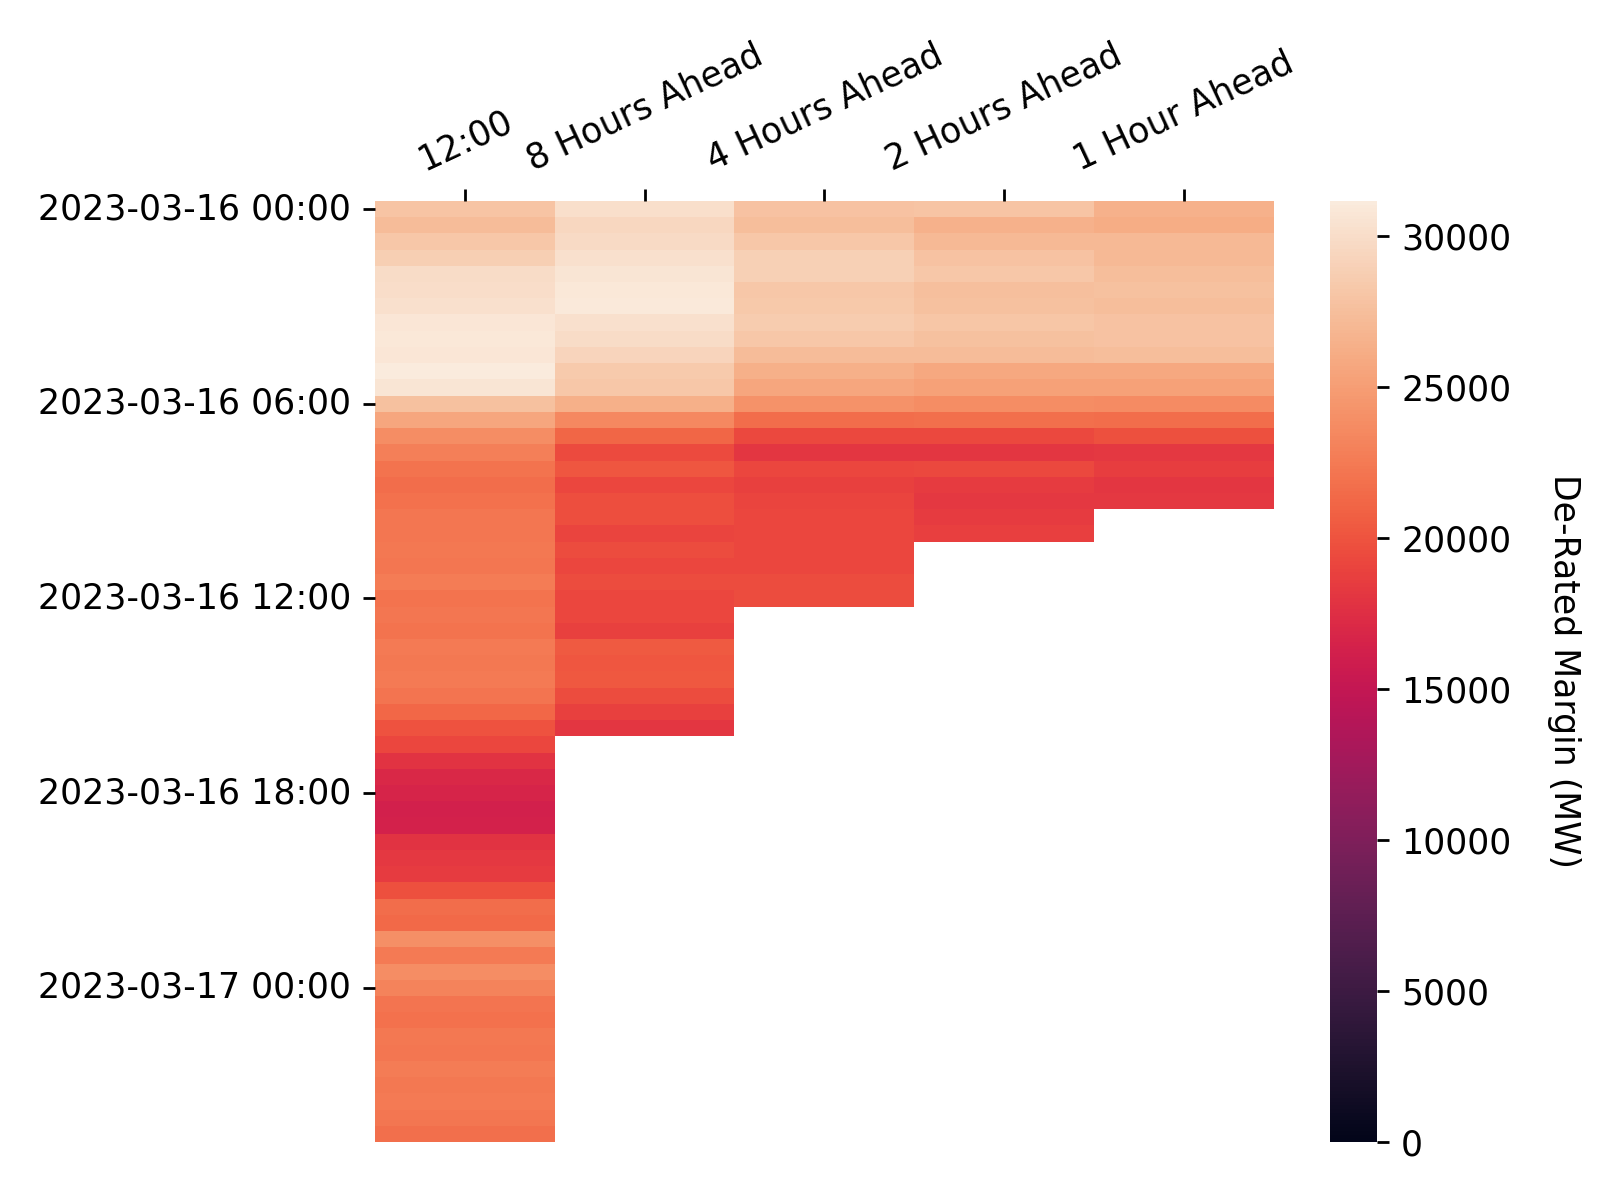 12:00
8 Hours Ahead
4 Hours Ahead
2 Hours Ahead
1 Hour Ahead
2023-03-16 00:00
2023-03-16 06:00
2023-03-16 12:00
2023-03-16 18:00
2023-03-17 00:00
30000
25000
20000
15000
10000
5000
0
De-Rated Margin (MW)